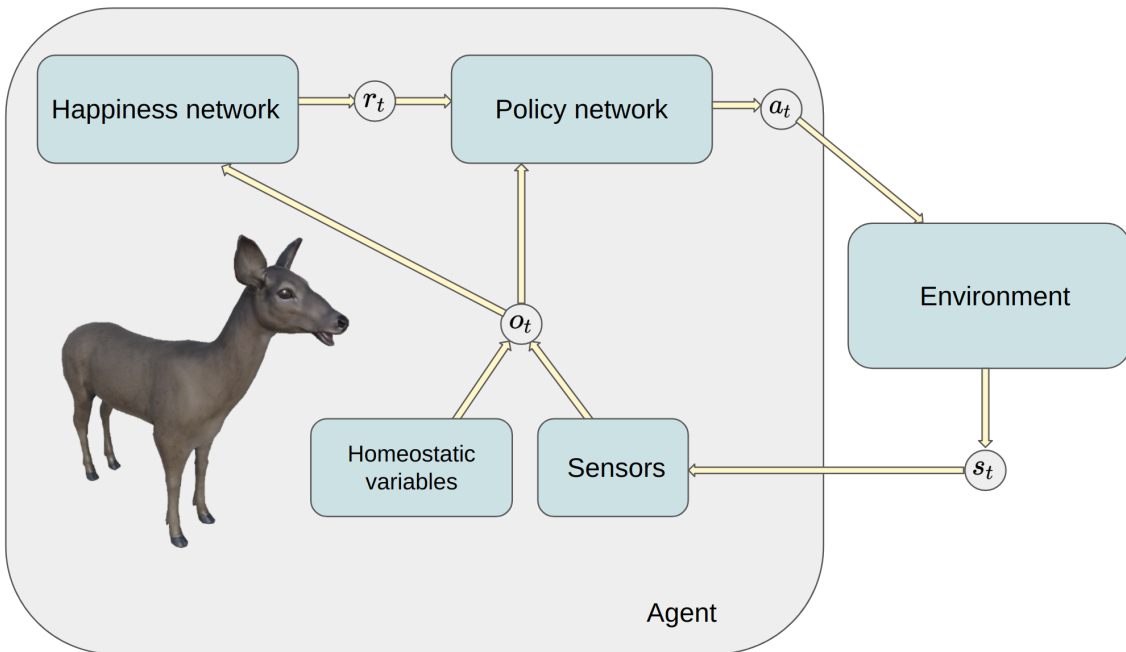 Happiness network
r_t
Policy network
a_t
Environment
o_t
Homeostatic
variables
Sensors
s_t
Agent